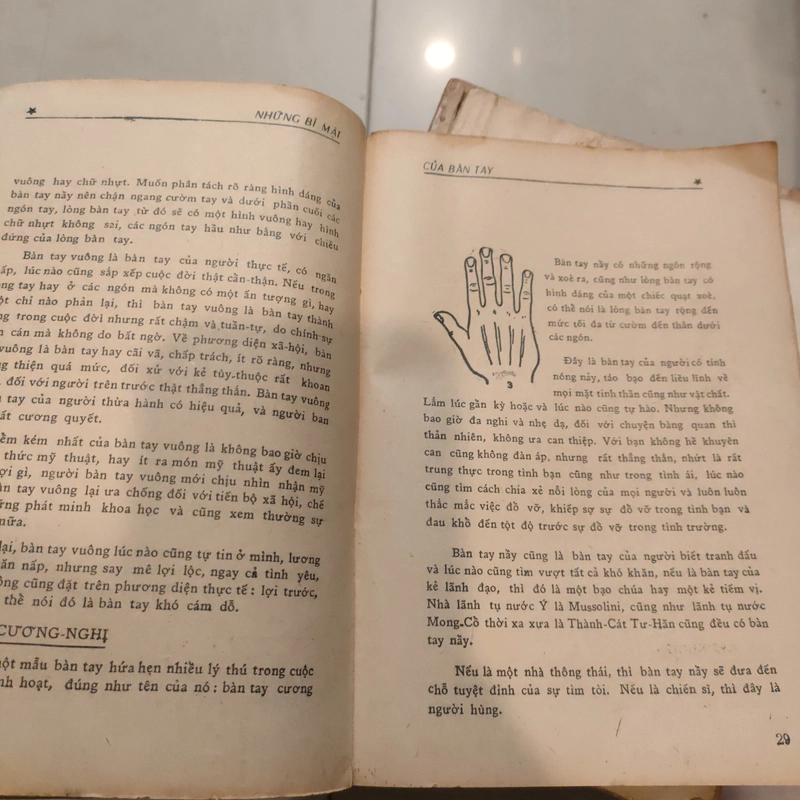 NHỮNG BÍ MẬT
vuông hay chữ nhựt. Muốn phân tách rõ ràng hình dáng của
bàn tay nầy nên chận ngang cườm tay và dưới phần cuối các
ngón tay, lòng bàn tay từ đó sẽ có một hình vuông hay hình
chữ nhựt không sai, các ngón tay hầu như bằng với chiều
đứng của lòng bàn tay.
Bàn tay vuông là bàn tay của người thực tế, có ngăn
ấp, lúc nào cũng sắp xếp cuộc đời thật cẩn-thận. Nếu trong
ng tay hay ở các ngón mà không có một ấn tượng gì, hay
ột chỉ nào phản lại, thì bàn tay vuông là bàn tay thành
ng trong cuộc đời nhưng rất chậm và tuần-tự, do chính sự
n cán mà không do bất ngờ. Về phương diện xã-hội, bàn
vuông là bàn tay hay cãi vã, chấp trách, ít rõ ràng, nhưng
ng thiện quá mức, đối xử với kẻ tùy-thuộc rất khoan
, đối với người trên trước thật thẳng thắn. Bàn tay vuông
n tay của người thừa hành có hiệu quả, và người ban
ất cương quyết.
ềm kém nhất của bàn tay vuông là không bao giờ chịu
thức mỹ thuật, hay ít ra món mỹ thuật ấy đem lại
ợi gì, người bàn tay vuông mới chịu nhìn nhận mỹ
àn tay vuông lại ưa chống đối với tiến bộ xã hội, chế
ững phát minh khoa học và cũng xem thường sự
nữa.
lại, bàn tay vuông lúc nào cũng tự tin ở mình, lương
ăn nắp, nhưng say mê lợi lộc, ngay cả tình yêu,
ông cũng đặt trên phương diện thực tế : lợi trước,
thề nói đó là bàn tay khó cám dỗ.
CƯƠNG-NGHỊ
một mẫu bàn tay hứa hẹn nhiều lý thú trong cuộc
nh hoạt, đúng như tên của nó : bàn tay cương
CỦA BÀN TAY
Bàn tay nầy có những ngón rộng
và xoè ra, cũng như lòng bàn tay có
hình dáng của một chiếc quạt xoè,
có thể nói là lòng bàn tay rộng đến
mức tối đa từ cườm đến thân dưới
các ngón.
3
Đây là bàn tay của người có tính
nóng nảy, táo bạo đến liều lĩnh về
mọi mặt tinh thần cũng như vật chất.
Lắm lúc gần kỳ hoặc và lúc nào cũng tự hào. Nhưng không
bao giờ đa nghi và nhẹ dạ, đối với chuyện bàng quan thì
thản nhiên, không ưa can thiệp. Với bạn không hề khuyên
can cũng không đàn áp, nhưng rất thẳng thắn, nhứt là rất
trung thực trong tình bạn cũng như trong tình ái, lúc nào
cũng tìm cách chia xẻ nỗi lòng của mọi người và luôn luôn
thắc mắc việc đổ vỡ, khiếp sợ sự đổ vỡ trong tình bạn và
đau khổ đến tột độ trước sự đổ vỡ trong tình trường.
Bàn tay nầy cũng là bàn tay của người biết tranh đấu
và lúc nào cũng tìm vượt tất cả khó khăn, nếu là bàn tay của
kẻ lãnh đạo, thì đó là một bạo chúa hay một kẻ tiếm vị.
Nhà lãnh tụ nước Ý là Mussolini, cũng như lãnh tụ nước
Mong-Cồ thời xa xưa là Thành-Cát Tư-Hãn cũng đều có bàn
tay nầy.
Nếu là một nhà thông thái, thì bàn tay nầy sẽ đưa đến
chỗ tuyệt đỉnh của sự tìm tòi. Nếu là chiến sĩ, thì đây là
người hùng.
29